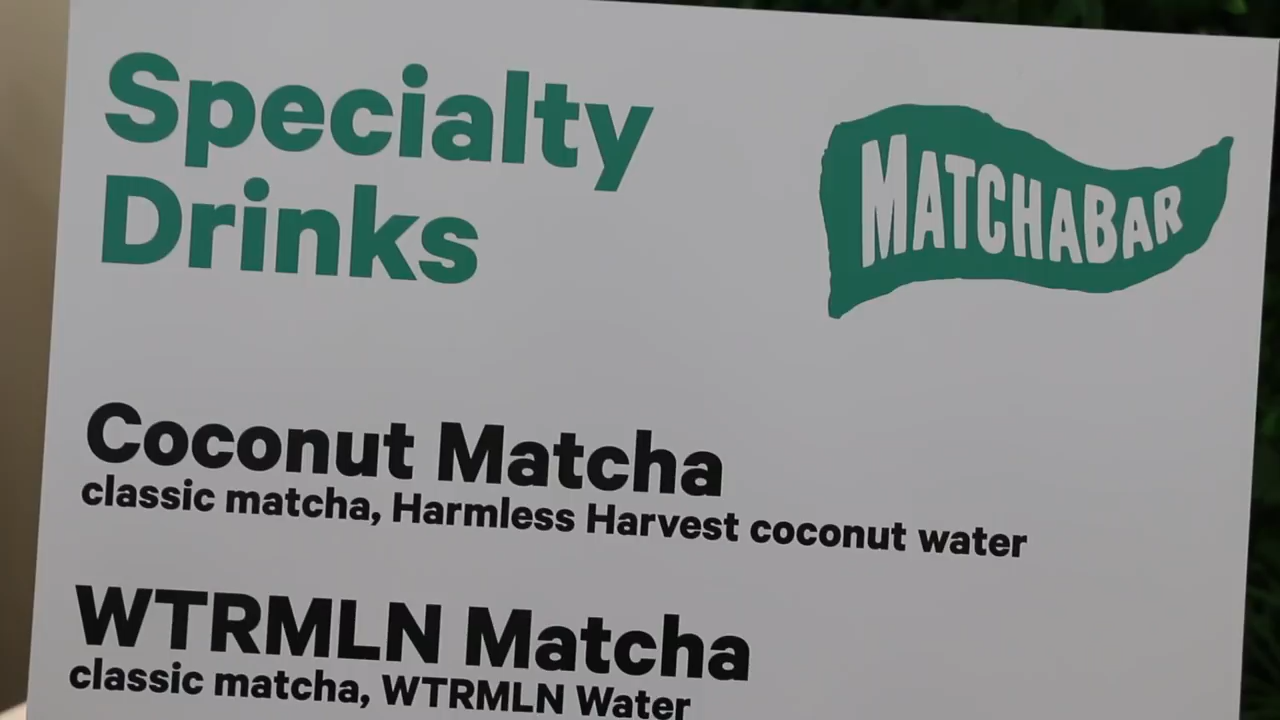 Specialty
Drinks
MATCHABAR
Coconut Matcha
classic matcha, Harmless Harvest coconut water
WTRMLN Matcha
classic matcha, WTRMLN Water